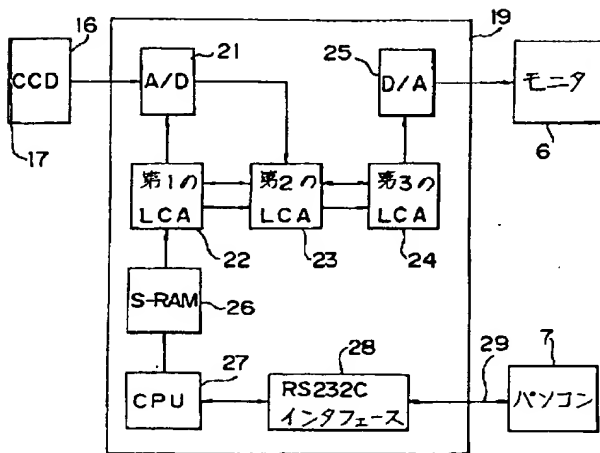 16
CCD
17
21
A/D
25
D/A
19
モニタ
6
第1の
LCA
22
第2の
LCA
23
第3の
LCA
24
S-RAM
26
27
CPU
28
RS232C
インタフェース
29
7
パソコン